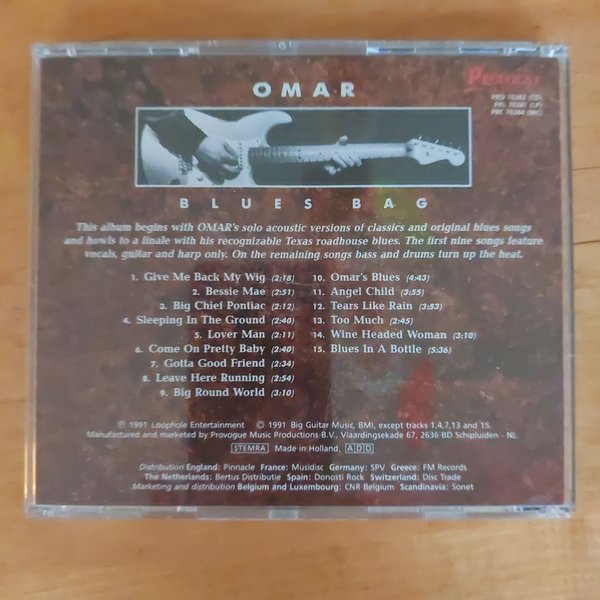 OMAR
PROVOGUE
PRD 70282 (CD)
PRL 70281 (LP)
PRC 70284 (MC)
BLUES BAG
This album begins with OMAR's solo acoustic versions of classics and original blues songs
and howls to a finale with his recognizable Texas roadhouse blues. The first nine songs feature
vocals, guitar and harp only. On the remaining songs bass and drums turn up the heat.
1. Give Me Back My Wig (2:18)
2. Bessie Mae (2:51)
3. Big Chief Pontiac (2:12)
4. Sleeping In The Ground (2:40)
5. Lover Man (2:11)
6. Come On Pretty Baby (2:40)
7. Gotta Good Friend (2:34)
8. Leave Here Running (2:54)
9. Big Round World (3:10)
10. Omar's Blues (4:43)
11. Angel Child (3:55)
12. Tears Like Rain (3:53)
13. Too Much (2:45)
14. Wine Headed Woman (3:10)
15. Blues In A Bottle (5:36)
℗ 1991 Loophole Entertainment © 1991 Big Guitar Music, BMI, except tracks 1,4,7,13 and 15.
Manufactured and marketed by Provogue Music Productions B.V., Vlaardingsekade 67, 2636 BD Schipluiden - NL.
STEMRA Made in Holland. ADD
Distribution England: Pinnacle France: Musidisc Germany: SPV Greece: FM Records
The Netherlands: Bertus Distributie Spain: Donosti Rock Switzerland: Disc Trade
Marketing and distribution Belgium and Luxembourg: CNR Belgium Scandinavia: Sonet